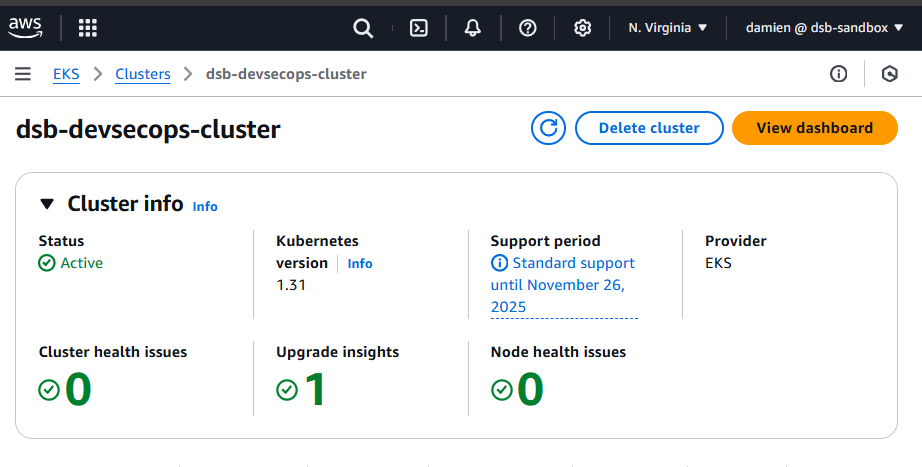 aws
N. Virginia ▼
damien @ dsb-sandbox ▼
EKS > Clusters > dsb-devsecops-cluster
dsb-devsecops-cluster
Delete cluster
View dashboard
▼ Cluster info Info
Status
Active
Kubernetes
version | Info
1.31
Support period
Standard support
until November 26,
2025
Provider
EKS
Cluster health issues
0
Upgrade insights
1
Node health issues
0